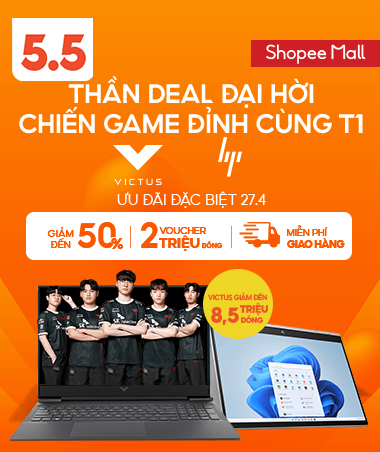 5.5
Shopee Mall
THẦN DEAL ĐẠI HỜI
CHIẾN GAME ĐỈNH CÙNG T1
VICTUS
hp
ƯU ĐÃI ĐẶC BIỆT 27.4
GIẢM ĐẾN 50%
2 VOUCHER TRIỆU ĐỒNG
MIỄN PHÍ GIAO HÀNG
VICTUS GIẢM ĐẾN
8,5 TRIỆU ĐỒNG